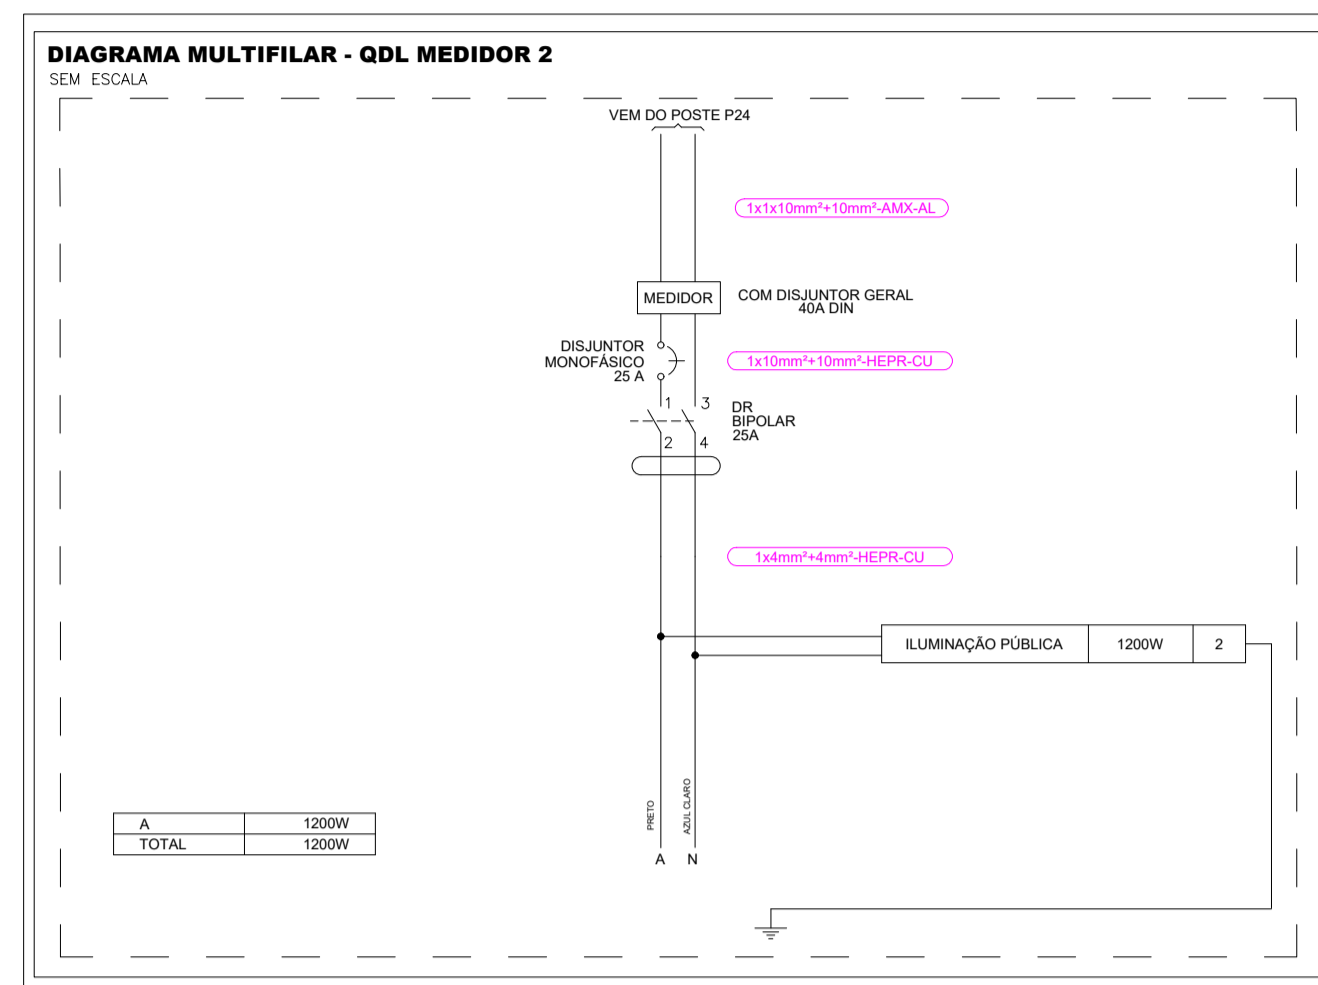 DIAGRAMA MULTIFILAR - QDL MEDIDOR 2
SEM ESCALA
VEM DO POSTE P24
1x1x10mm²+10mm²-AMX-AL
MEDIDOR
COM DISJUNTOR GERAL
40A DIN
DISJUNTOR
MONOFÁSICO
25 A
1x10mm²+10mm²-HEPR-CU
1 3
DR
BIPOLAR
25A
2 4
1x4mm²+4mm²-HEPR-CU
ILUMINAÇÃO PÚBLICA 1200W 2
PRETO
AZUL CLARO
A 1200W
TOTAL 1200W
A N